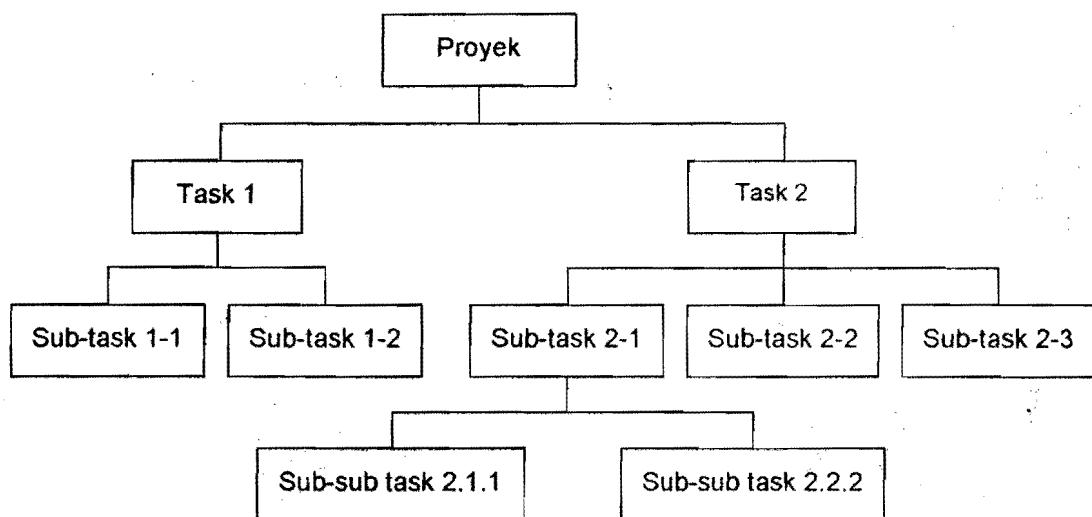 Proyek
Task 1
Task 2
Sub-task 1-1
Sub-task 1-2
Sub-task 2-1
Sub-task 2-2
Sub-task 2-3
Sub-sub task 2.1.1
Sub-sub task 2.2.2